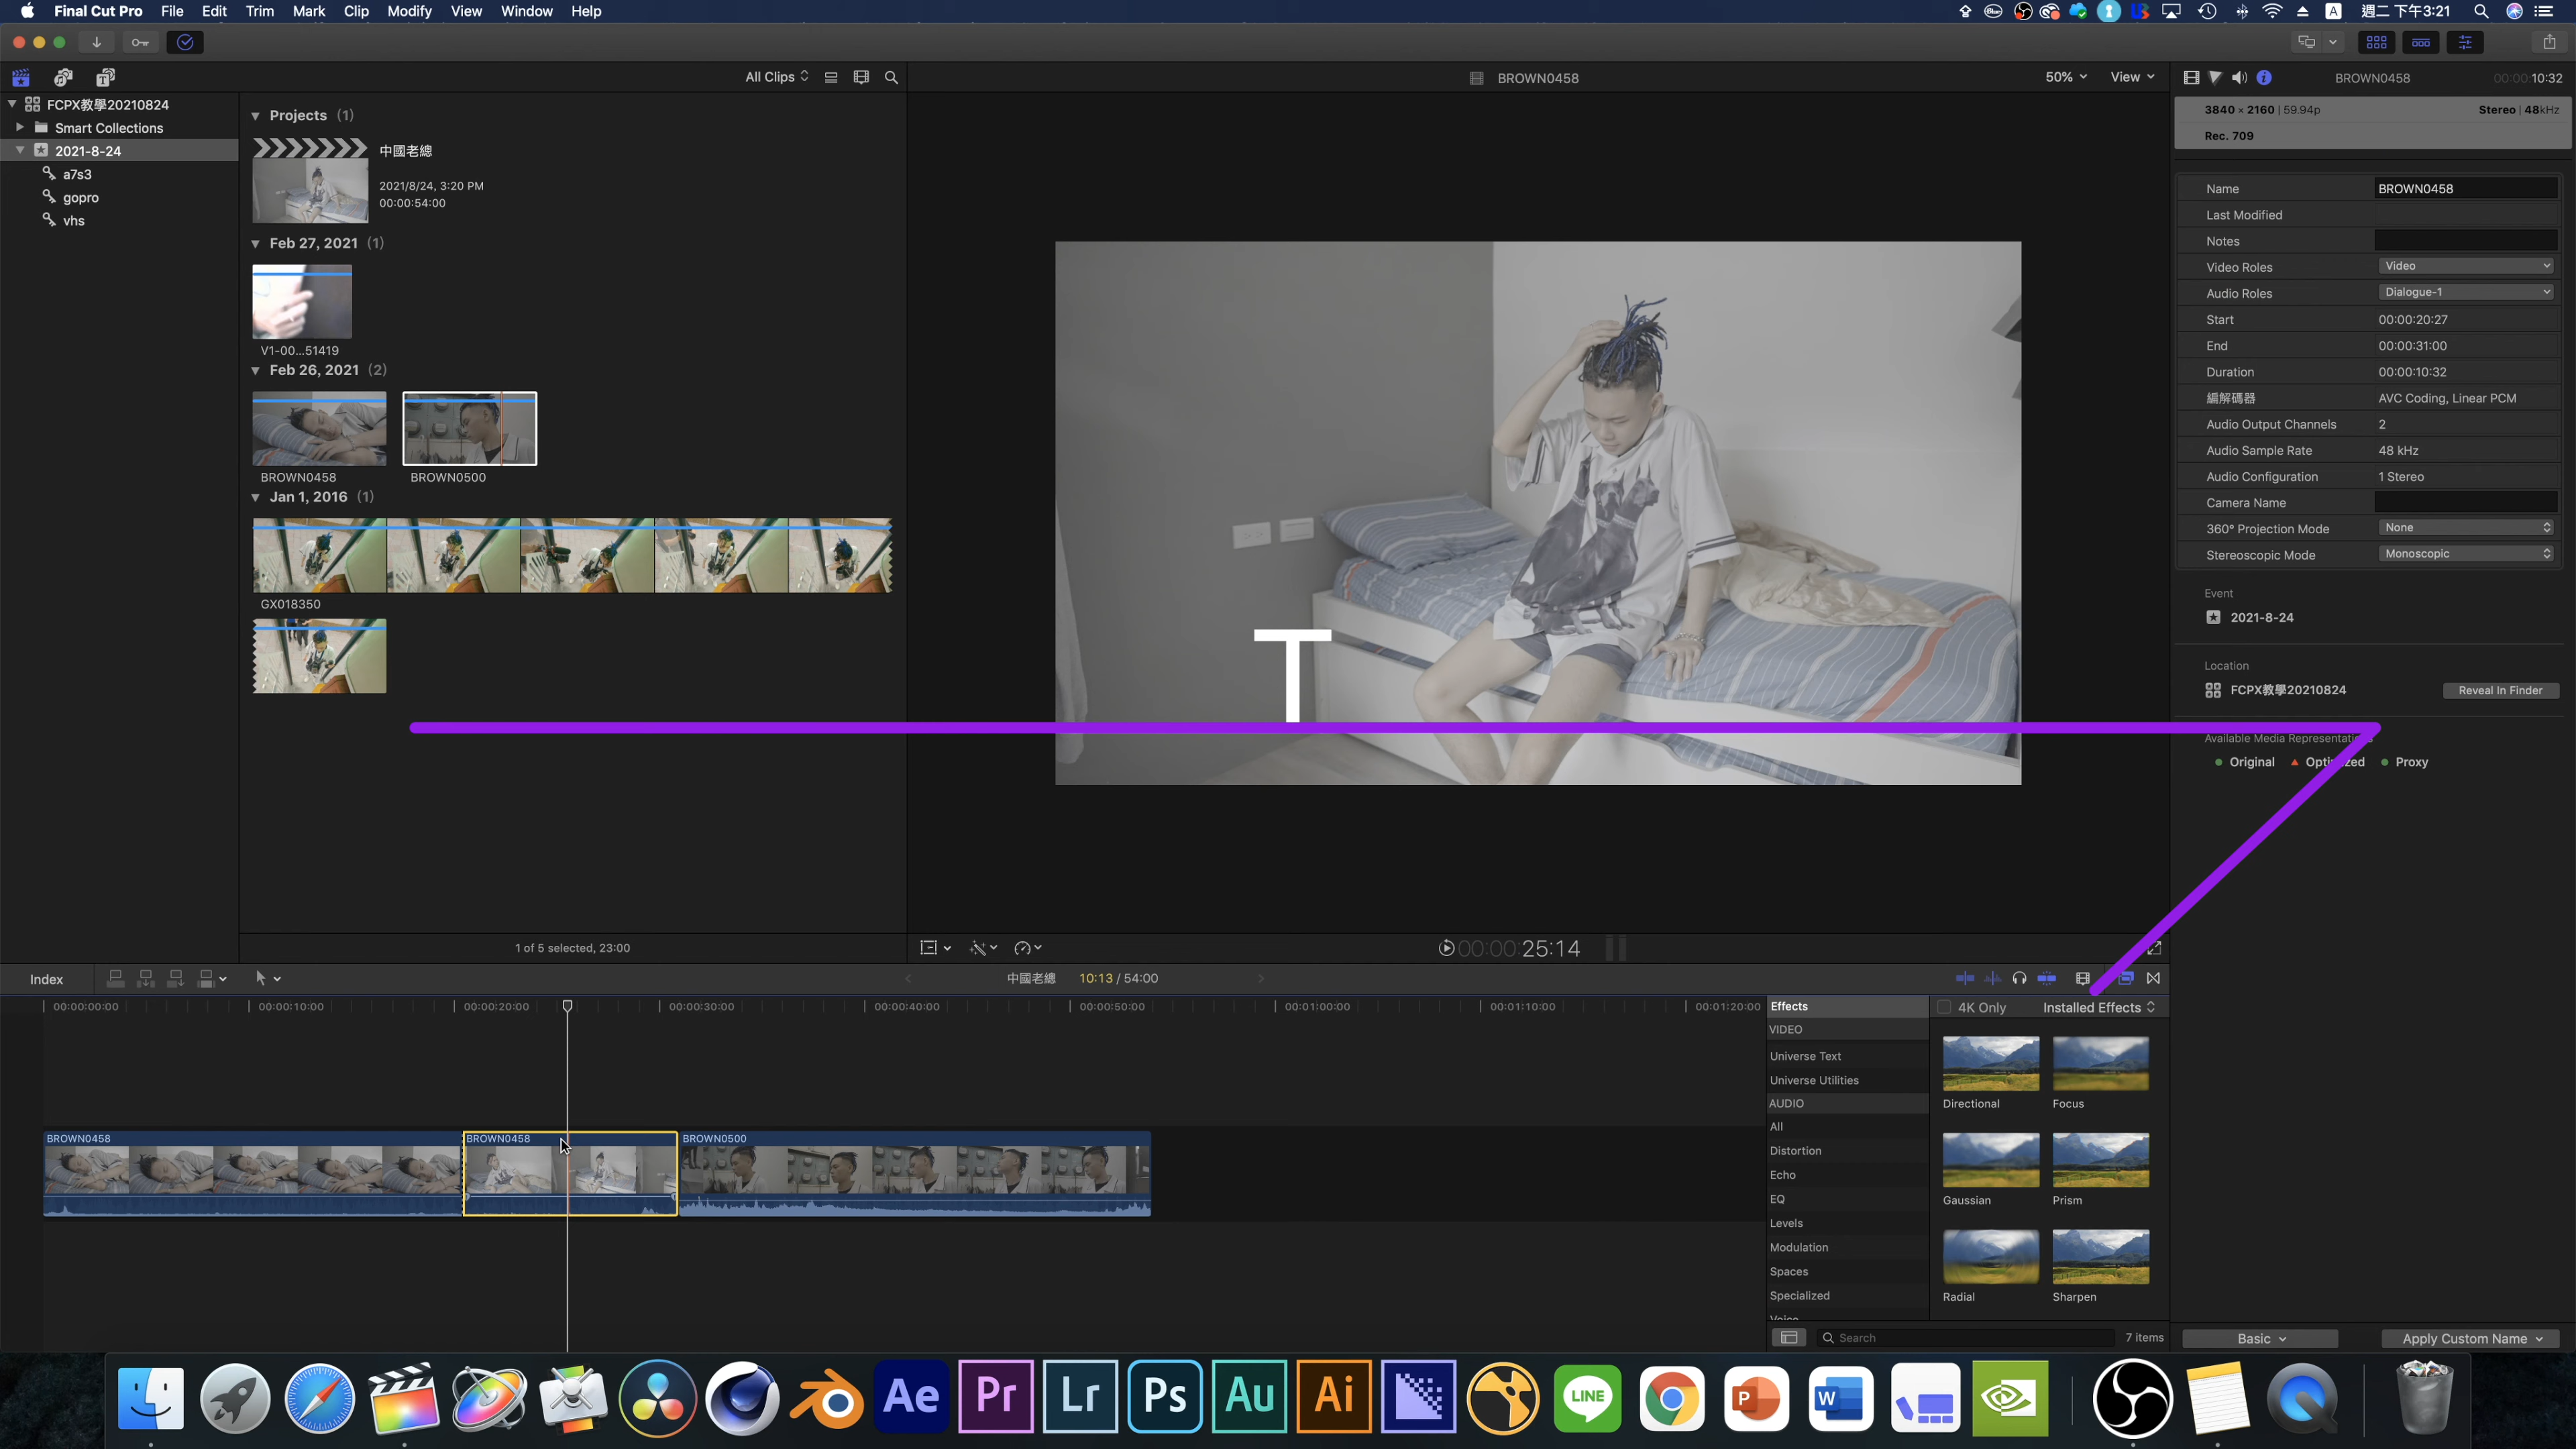 Final Cut Pro File Edit Trim Mark Clip Modify View Window Help
週二 下午3:21
All Clips
BROWN0458
50% View
BROWN0458 00:00:10:32
FCPX教學20210824
Smart Collections
2021-8-24
a7s3
gopro
vhs
Projects (1)
中國老總
2021/8/24, 3:20 PM
00:00:54:00
Feb 27, 2021 (1)
V1-00...51419
Feb 26, 2021 (2)
BROWN0458
BROWN0500
Jan 1, 2016 (1)
GX018350
1 of 5 selected, 23:00
T
00:00:00:25:14
3840 × 2160 | 59.94p Stereo | 48kHz
Rec. 709
Name BROWN0458
Last Modified
Notes
Video Roles Video
Audio Roles Dialogue-1
Start 00:00:20:27
End 00:00:31:00
Duration 00:00:10:32
編解碼器 AVC Coding, Linear PCM
Audio Output Channels 2
Audio Sample Rate 48 kHz
Audio Configuration 1 Stereo
Camera Name
360° Projection Mode None
Stereoscopic Mode Monoscopic
Event
2021-8-24
Location
FCPX教學20210824 Reveal In Finder
Available Media Representations
Original Optimized Proxy
Index
中國老總 10:13 / 54:00
00:00:00:00 00:00:10:00 00:00:20:00 00:00:30:00 00:00:40:00 00:00:50:00 00:01:00:00 00:01:10:00 00:01:20:00
BROWN0458 BROWN0458 BROWN0500
Effects
VIDEO
Universe Text
Universe Utilities
AUDIO
All
Distortion
Echo
EQ
Levels
Modulation
Spaces
Specialized
Voice
4K Only Installed Effects
Directional Focus
Gaussian Prism
Radial Sharpen
Search 7 items
Basic Apply Custom Name
Ae Pr Lr Ps Au Ai LINE P W